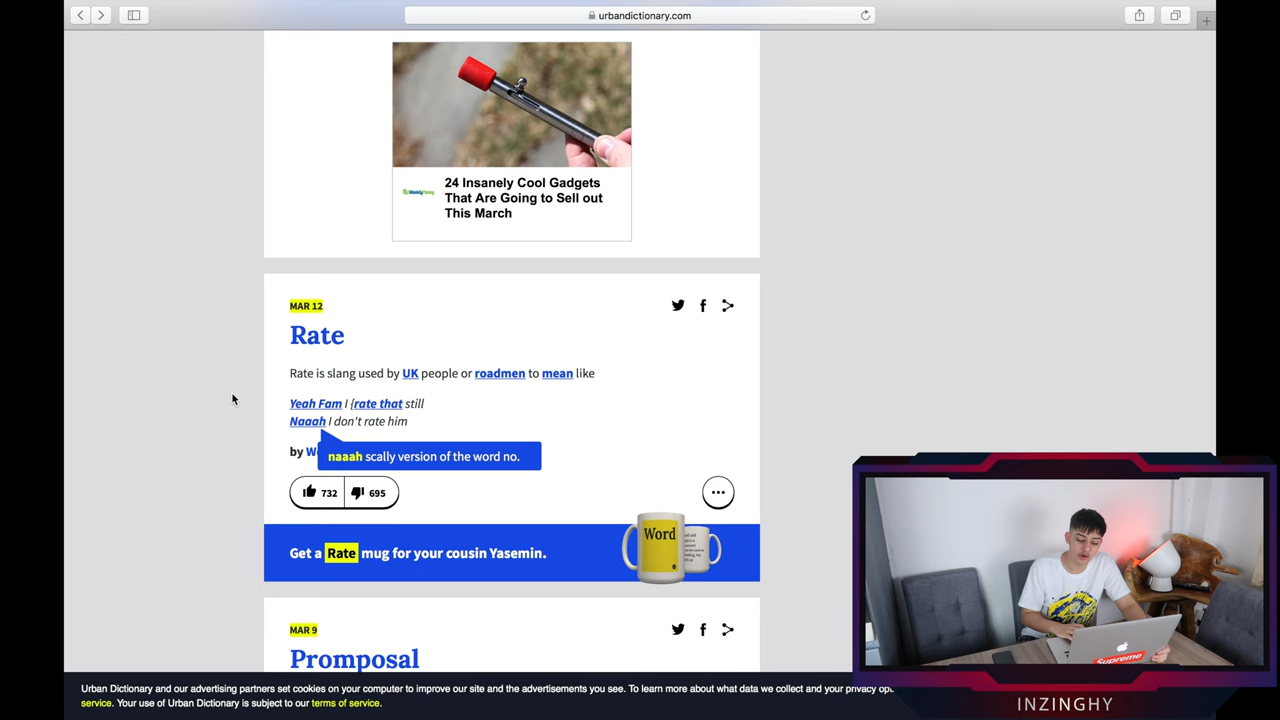 urbandictionary.com
24 Insanely Cool Gadgets
That Are Going to Sell out
This March
MAR 12
Rate
Rate is slang used by UK people or roadmen to mean like
Yeah Fam I {rate that still
Naaah I don't rate him
by W
naaah scally version of the word no.
732
695
Get a Rate mug for your cousin Yasemin.
Word
MAR 9
Promposal
Urban Dictionary and our advertising partners set cookies on your computer to improve our site and the advertisements you see. To learn more about what data we collect and your privacy
service. Your use of Urban Dictionary is subject to our terms of service.
Supreme
INZINGHY